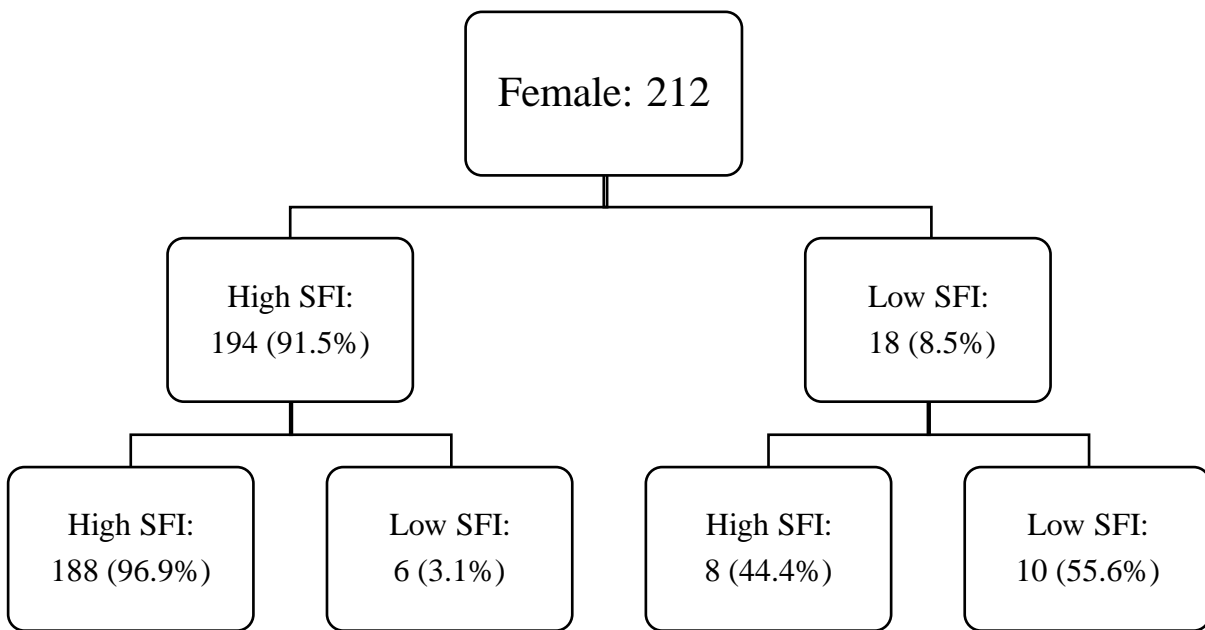 Female: 212
High SFI:
194 (91.5%)
Low SFI:
18 (8.5%)
High SFI:
188 (96.9%)
Low SFI:
6 (3.1%)
High SFI:
8 (44.4%)
Low SFI:
10 (55.6%)